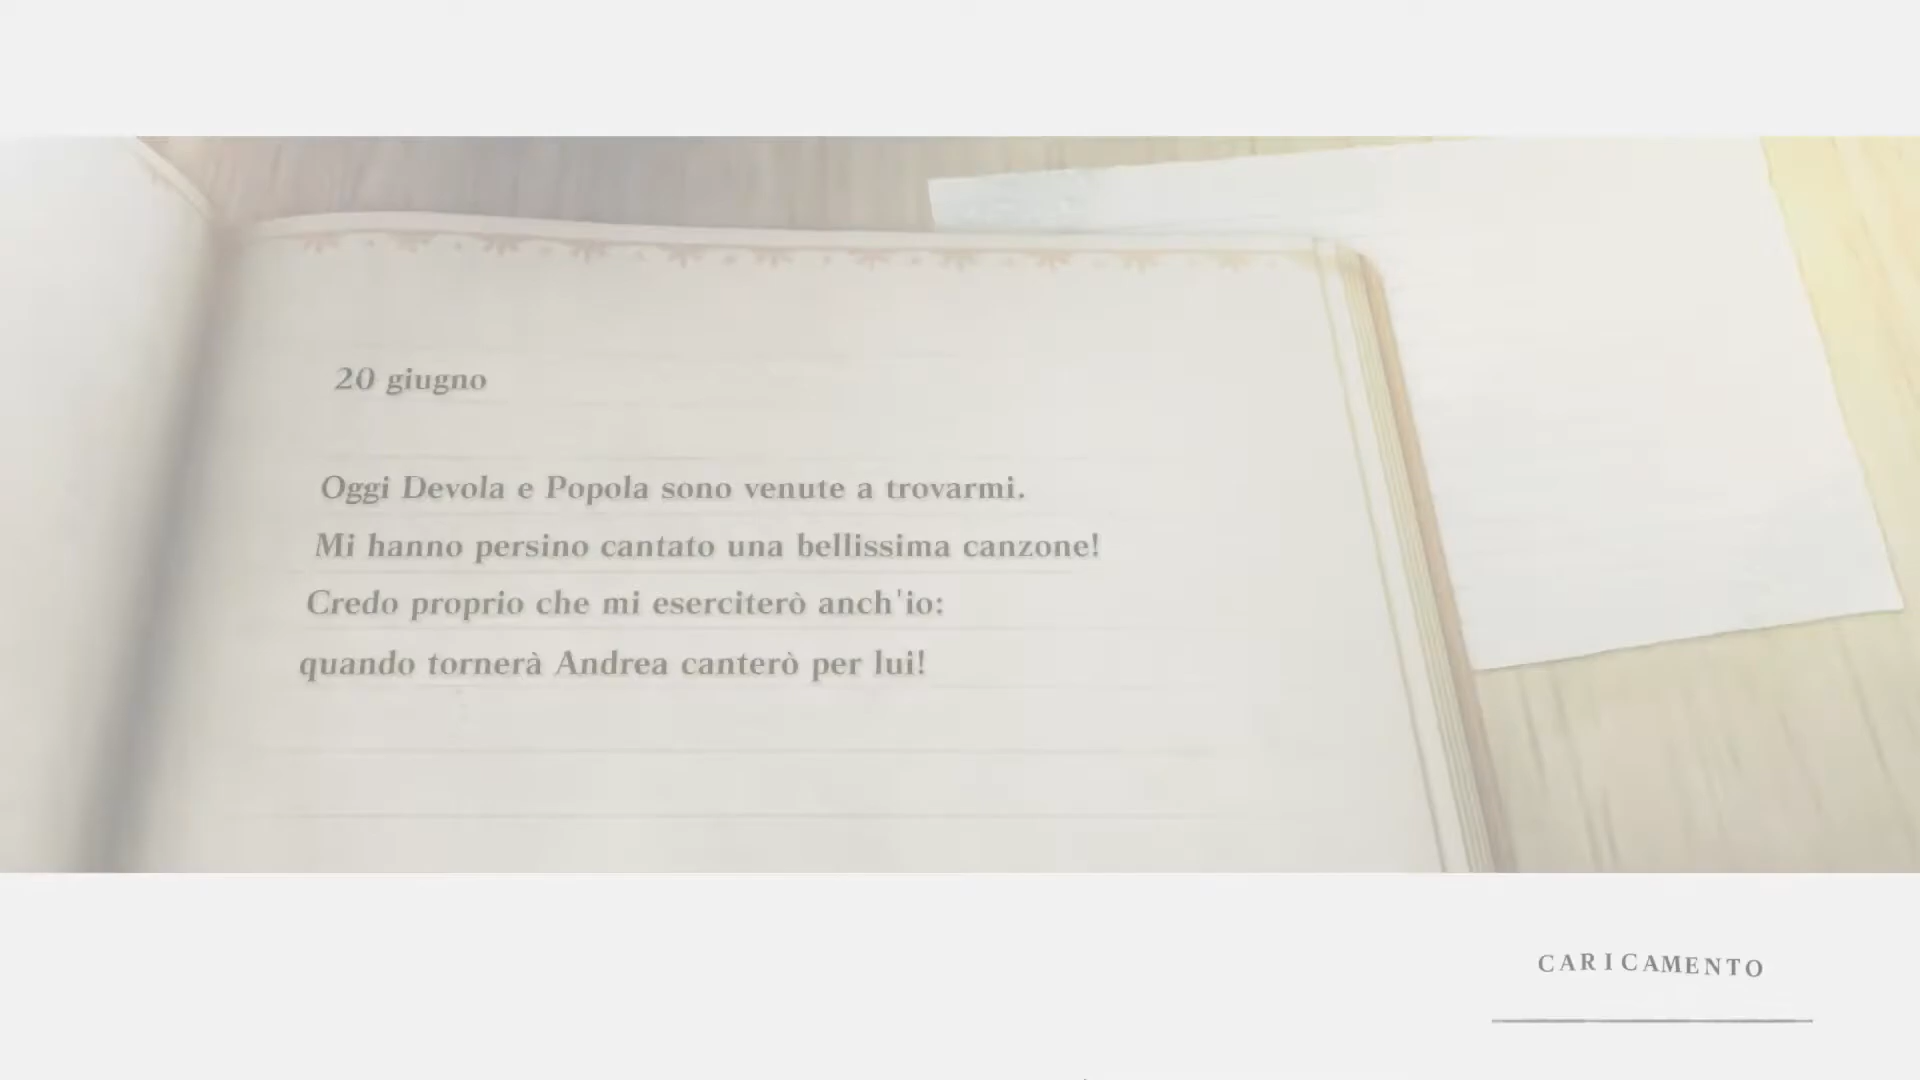 20 giugno
Oggi Devola e Popola sono venute a trovarmi.
Mi hanno persino cantato una bellissima canzone!
Credo proprio che mi eserciterò anch'io:
quando tornerà Andrea canterò per lui!
CARICAMENTO